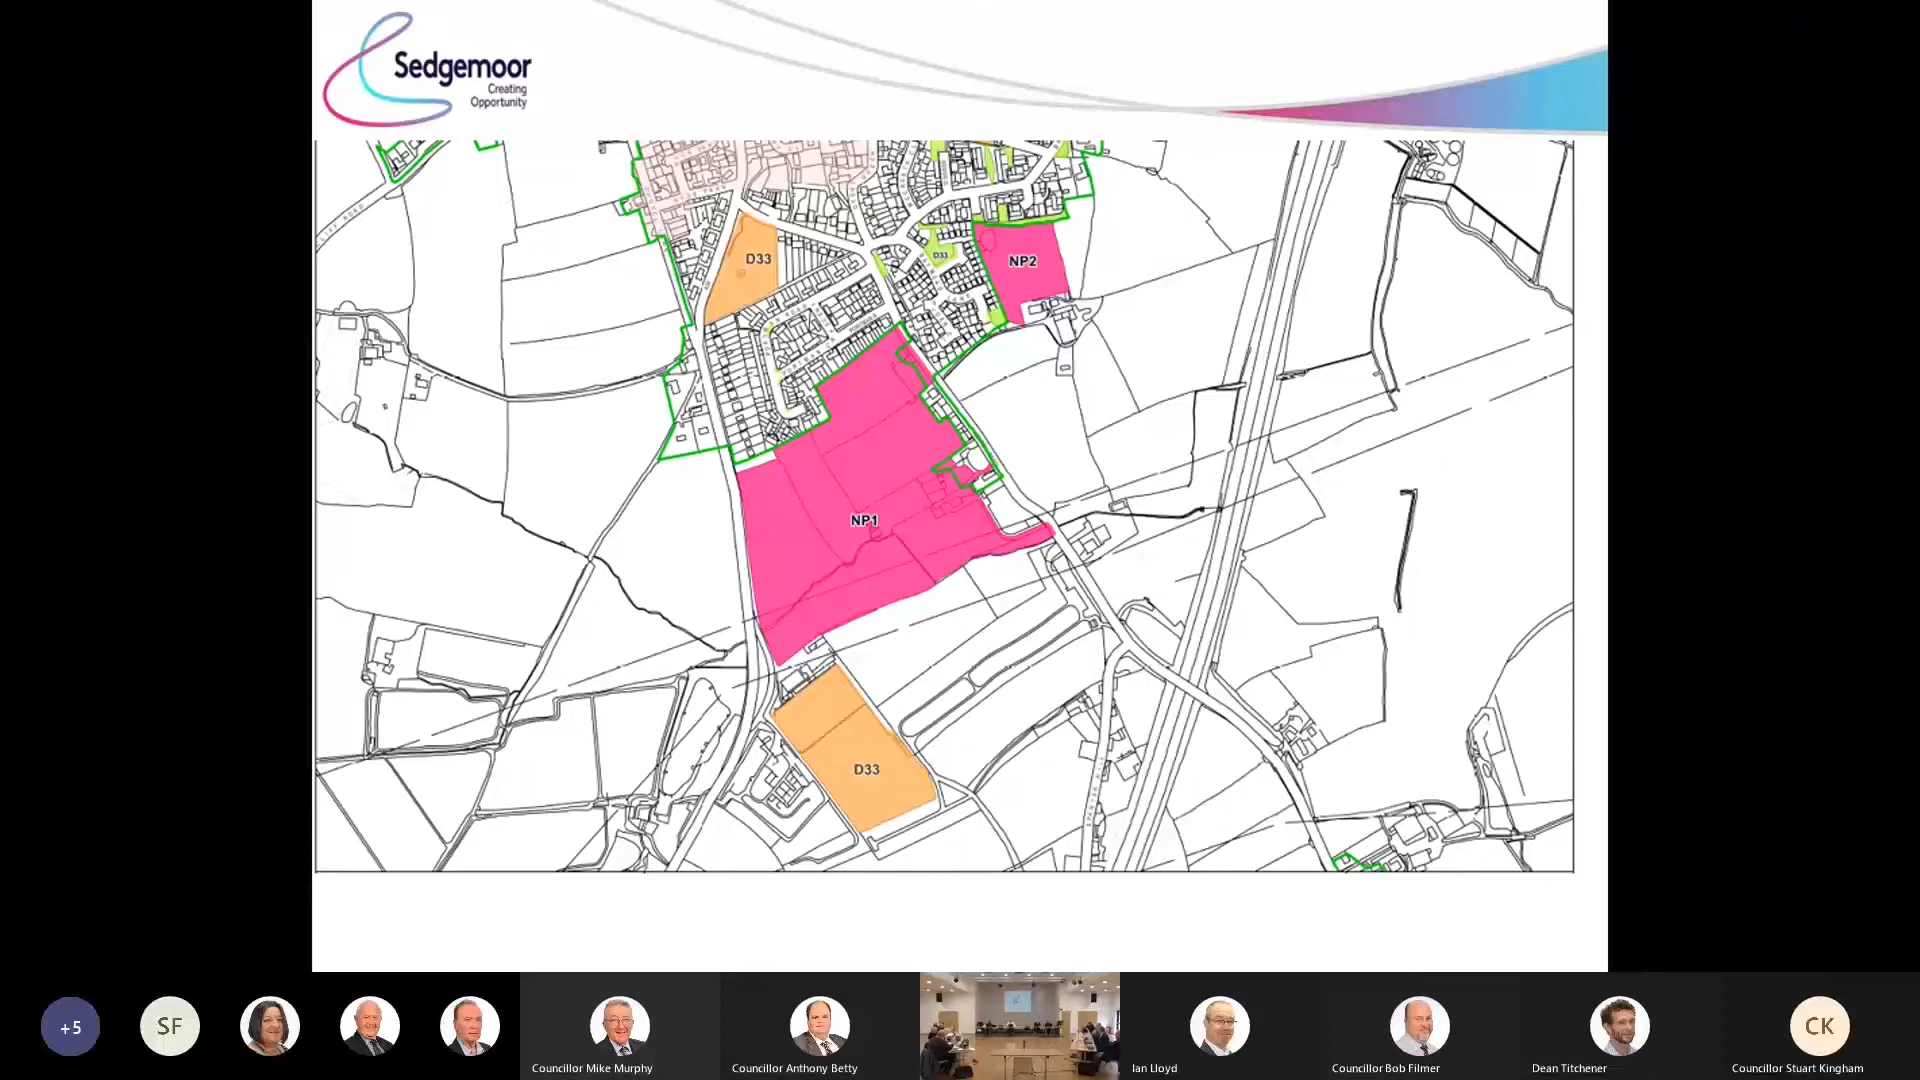 Sedgemoor
Creating
Opportunity
D33
D33
NP2
NP1
D33
+5
SF
Councillor Mike Murphy
Councillor Anthony Betty
Ian Lloyd
Councillor Bob Filmer
Dean Titchener
CK
Councillor Stuart Kingham